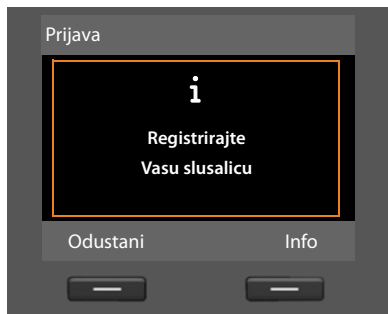 Prijava
i
Registrirajte
Vasu slusalicu
Odustani Info